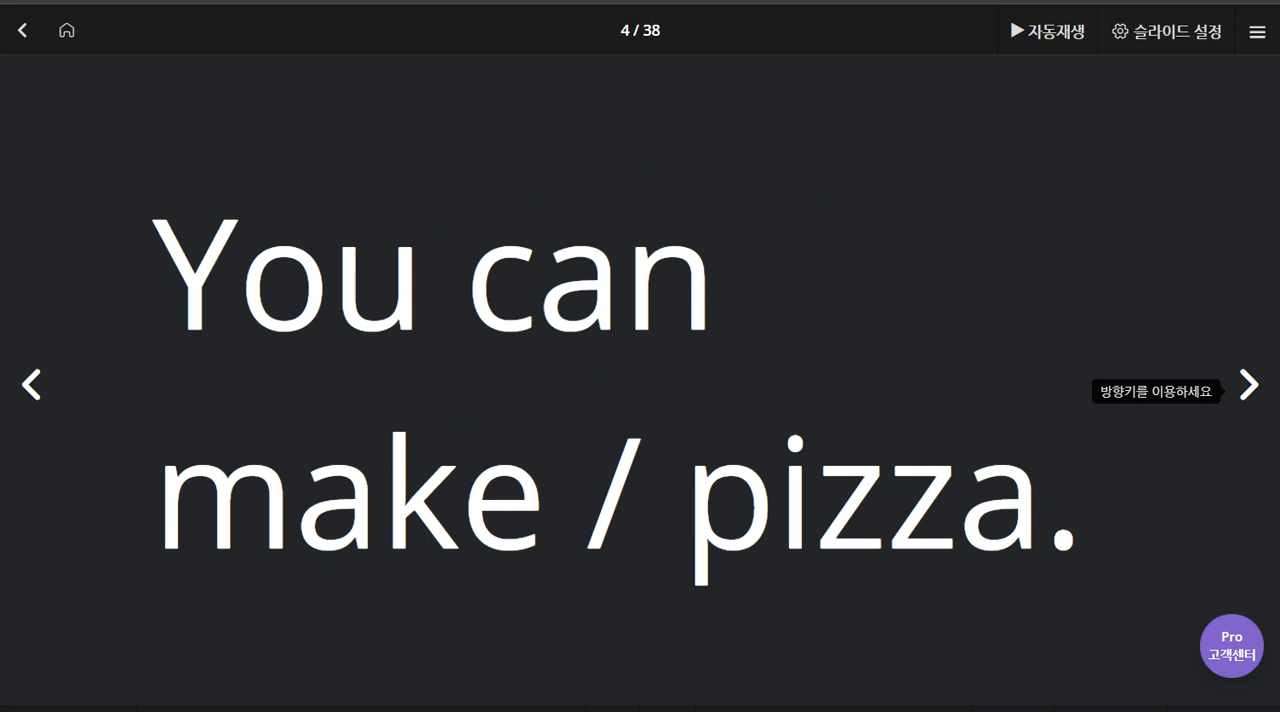 4 / 38
▶ 자동재생
슬라이드 설정
You can
방향키를 이용하세요
make / pizza.
Pro
고객센터